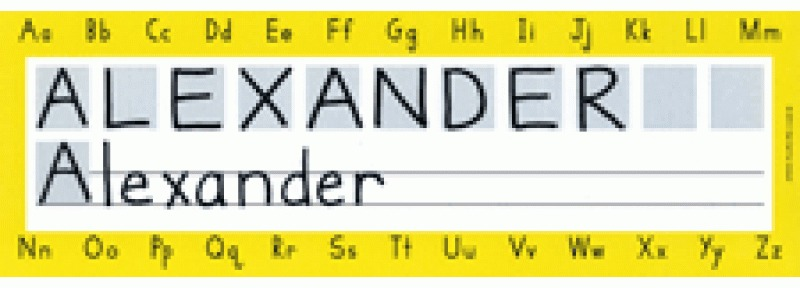 Aa Bb Cc Dd Ee Ff Gg Hh Ii Jj Kk Ll Mm
ALEXANDER
Alexander
Nn Oo Pp Qq Rr Ss Tt Uu Vv Ww Xx Yy Zz